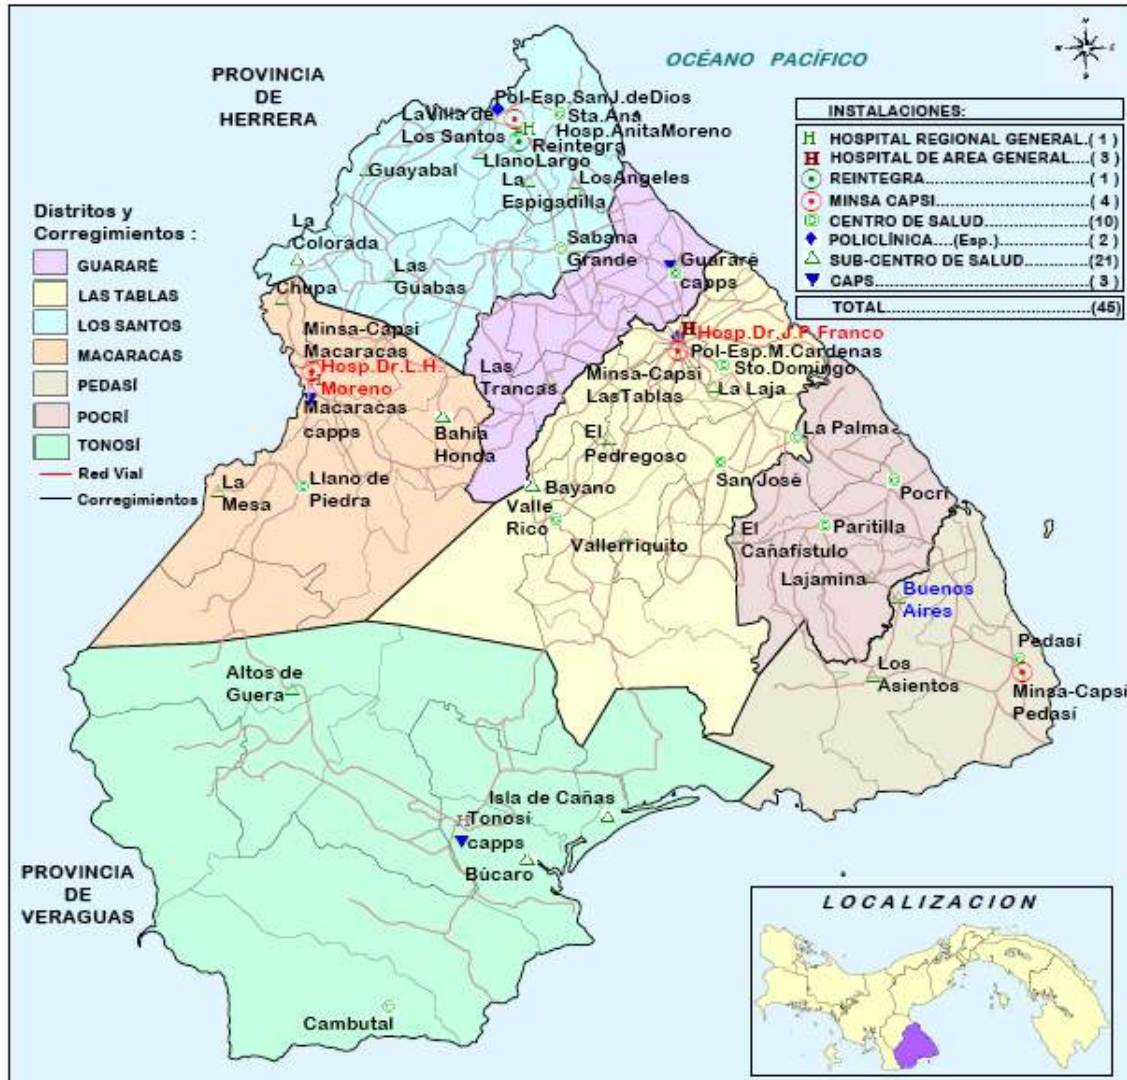 OCÉANO PACÍFICO
PROVINCIA
DE
HERRERA
N
E
S
INSTALACIONES:
H HOSPITAL REGIONAL GENERAL.( 1 )
H HOSPITAL DE AREA GENERAL....( 3 )
REINTEGRA..................( 1 )
MINSA CAPSI................( 4 )
CENTRO DE SALUD............(10)
POLICLÍNICA....(Esp.)......( 2 )
SUB-CENTRO DE SALUD........(21)
CAPS.......................( 3 )
TOTAL (45)
Distritos y
Corregimientos :
GUARARÉ
LAS TABLAS
LOS SANTOS
MACARACAS
PEDASÍ
POCRÍ
TONOSÍ
Red Vial
Corregimientos
Pol-Esp.SanJ.deDios
LaVilla de
Los Santos
Sta.Ana
Hosp.AnitaMoreno
H
Reintegra
LlanoLargo
Guayabal
La
Espigadilla
LosAngeles
La
Colorada
Sabana
Grande
Las
Guabas
Guararé
capps
Chupa
Minsa-Capsi
Macaracas
Hosp.Dr.L.H.
Moreno
Macaracas
capps
Las
Trancas
H
Hosp.Dr.J.P.Franco
Pol-Esp.M.Cardenas
Minsa-Capsi
LasTablas
Sto.Domingo
La Laja
Bahía
Honda
El
Pedregoso
La Palma
La
Mesa
Llano de
Piedra
Bayano
San José
Pocrí
Valle
Rico
Vallerriquito
El
Cañafístulo
Paritilla
Lajamina
Buenos
Aires
Pedasí
Los
Asientos
Minsa-Capsi
Pedasí
Altos de
Guera
Isla de Cañas
H
Tonosí
capps
Búcaro
PROVINCIA
DE
VERAGUAS
Cambutal
LOCALIZACION